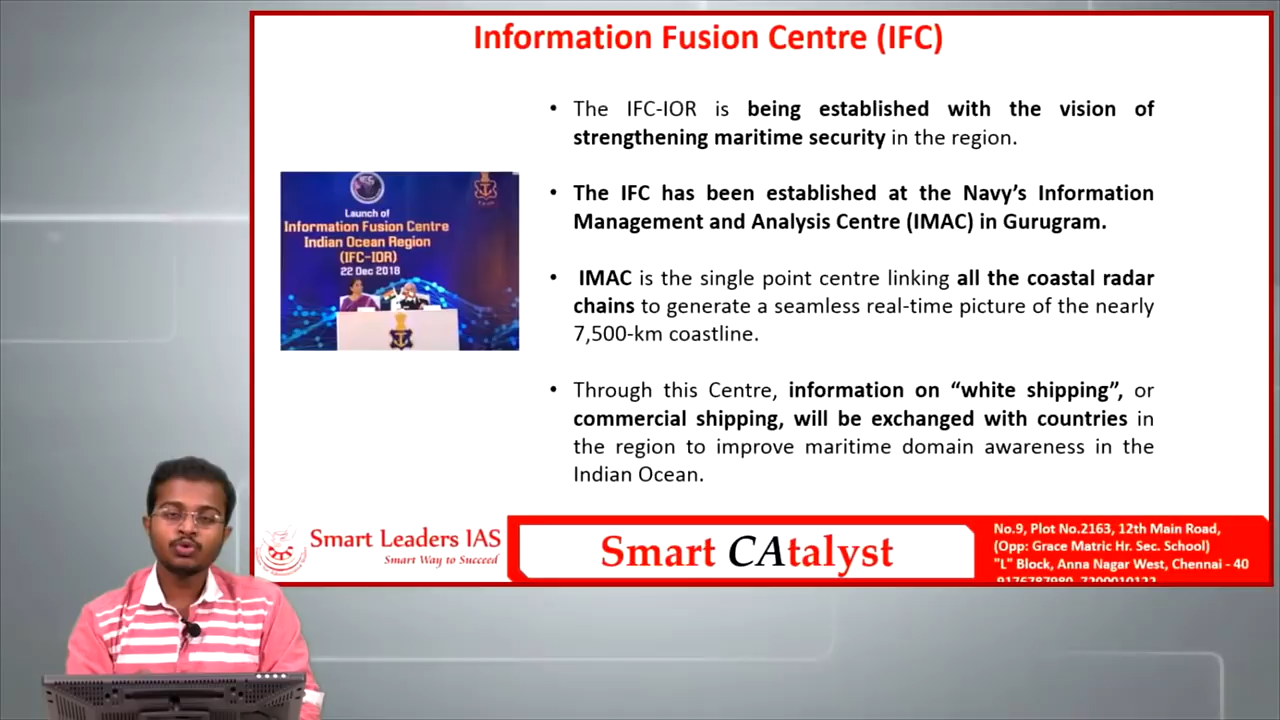 Information Fusion Centre (IFC)
• The IFC-IOR is being established with the vision of
strengthening maritime security in the region.
• The IFC has been established at the Navy’s Information
Management and Analysis Centre (IMAC) in Gurugram.
• IMAC is the single point centre linking all the coastal radar
chains to generate a seamless real-time picture of the nearly
7,500-km coastline.
• Through this Centre, information on “white shipping”, or
commercial shipping, will be exchanged with countries in
the region to improve maritime domain awareness in the
Indian Ocean.
Launch of
Information Fusion Centre
Indian Ocean Region
(IFC-IOR)
22 Dec 2018
Smart Leaders IAS
Smart Way to Succeed
Smart CAtalyst
No.9, Plot No.2163, 12th Main Road,
(Opp: Grace Matric Hr. Sec. School)
"L" Block, Anna Nagar West, Chennai - 40